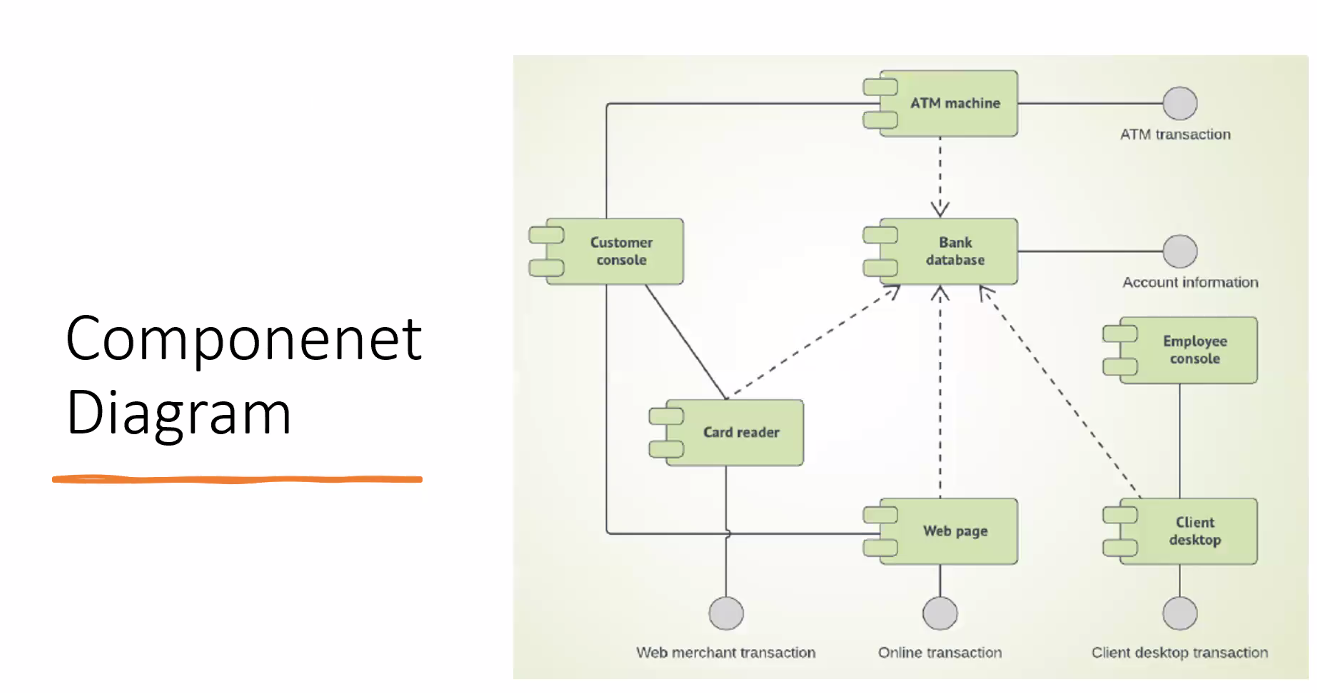 Componenet
Diagram
ATM machine
ATM transaction
Customer
console
Bank
database
Account information
Employee
console
Card reader
Web page
Client
desktop
Web merchant transaction
Online transaction
Client desktop transaction